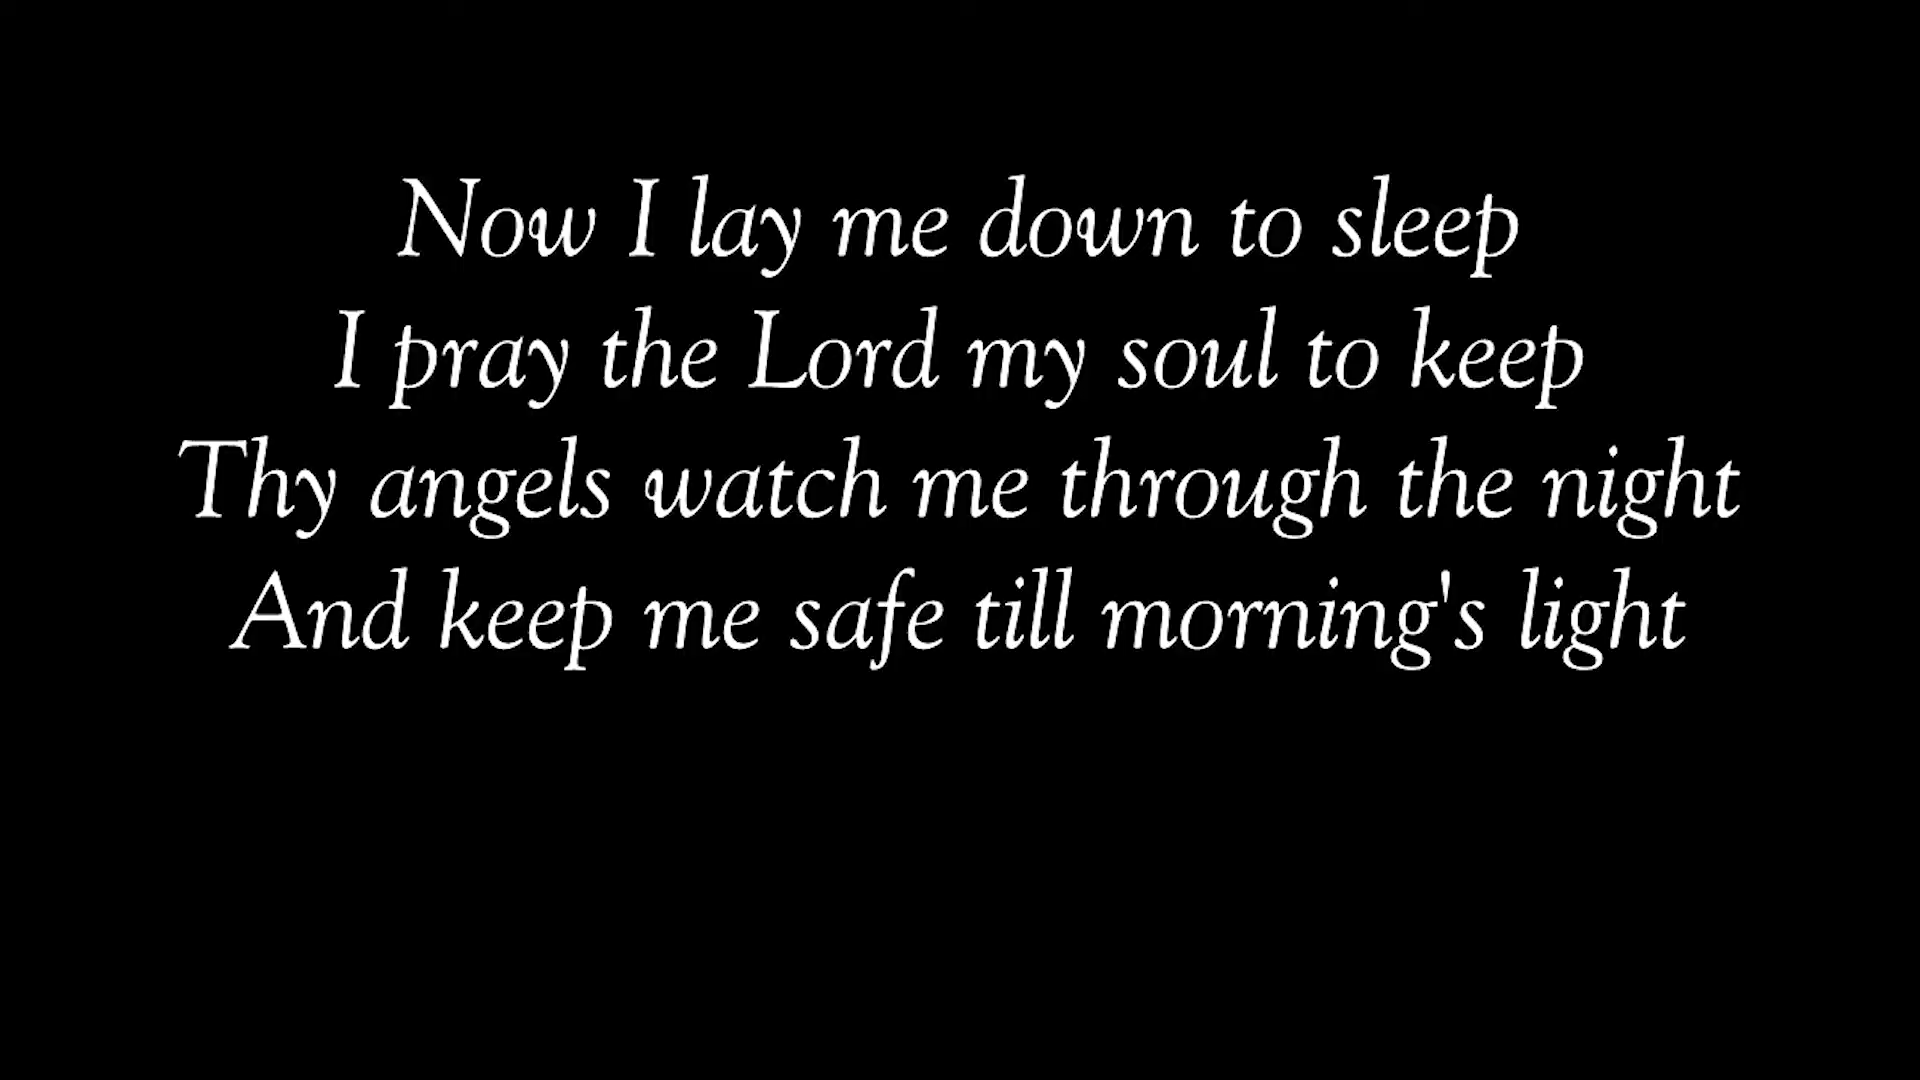 Now I lay me down to sleep
I pray the Lord my soul to keep
Thy angels watch me through the night
And keep me safe till morning's light